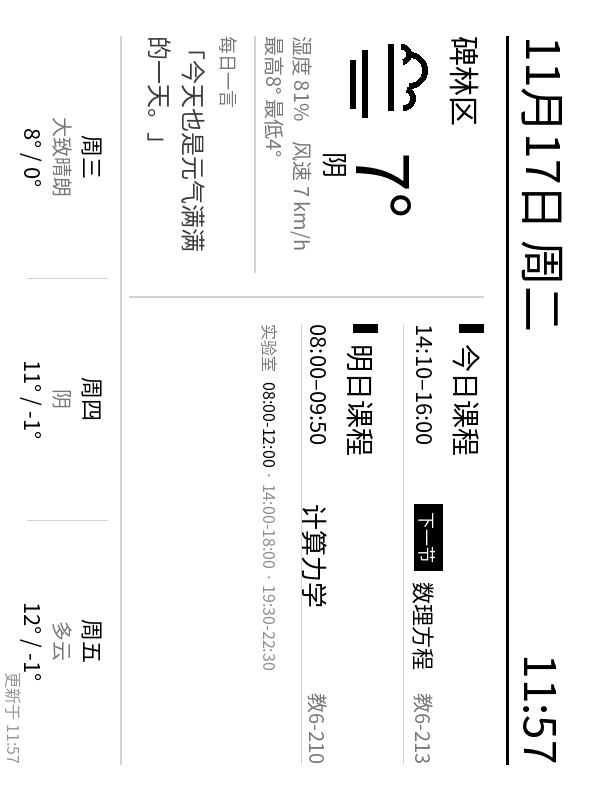 11月17日 周二
11:57
碑林区
7°
阴
湿度 81% 风速 7 km/h
最高8° 最低4°
每日一言
「今天也是元气满满
的一天。」
今日课程
14:10–16:00 下一节 数理方程 教6-213
明日课程
08:00–09:50 计算力学 教6-210
实验室 08:00-12:00 · 14:00-18:00 · 19:30-22:30
周三
大致晴朗
8° / 0°
周四
阴
11° / -1°
周五
多云
12° / -1°
更新于 11:57